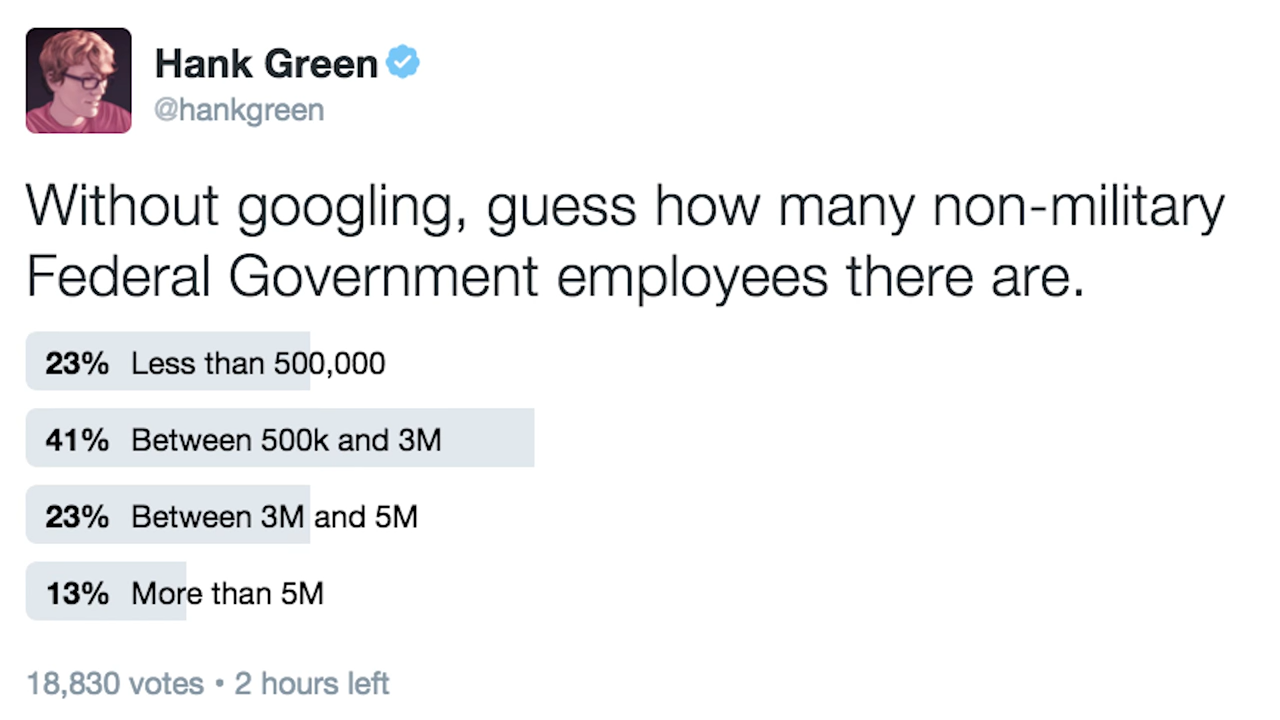 Hank Green
@hankgreen
Without googling, guess how many non-military
Federal Government employees there are.
23% Less than 500,000
41% Between 500k and 3M
23% Between 3M and 5M
13% More than 5M
18,830 votes • 2 hours left